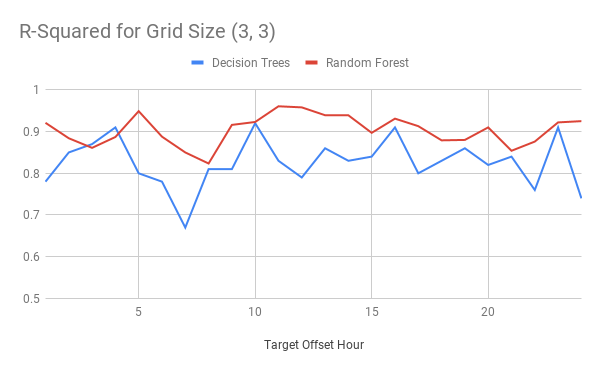 R-Squared for Grid Size (3, 3)
Decision Trees Random Forest
1
0.9
0.8
0.7
0.6
0.5
5 10 15 20
Target Offset Hour